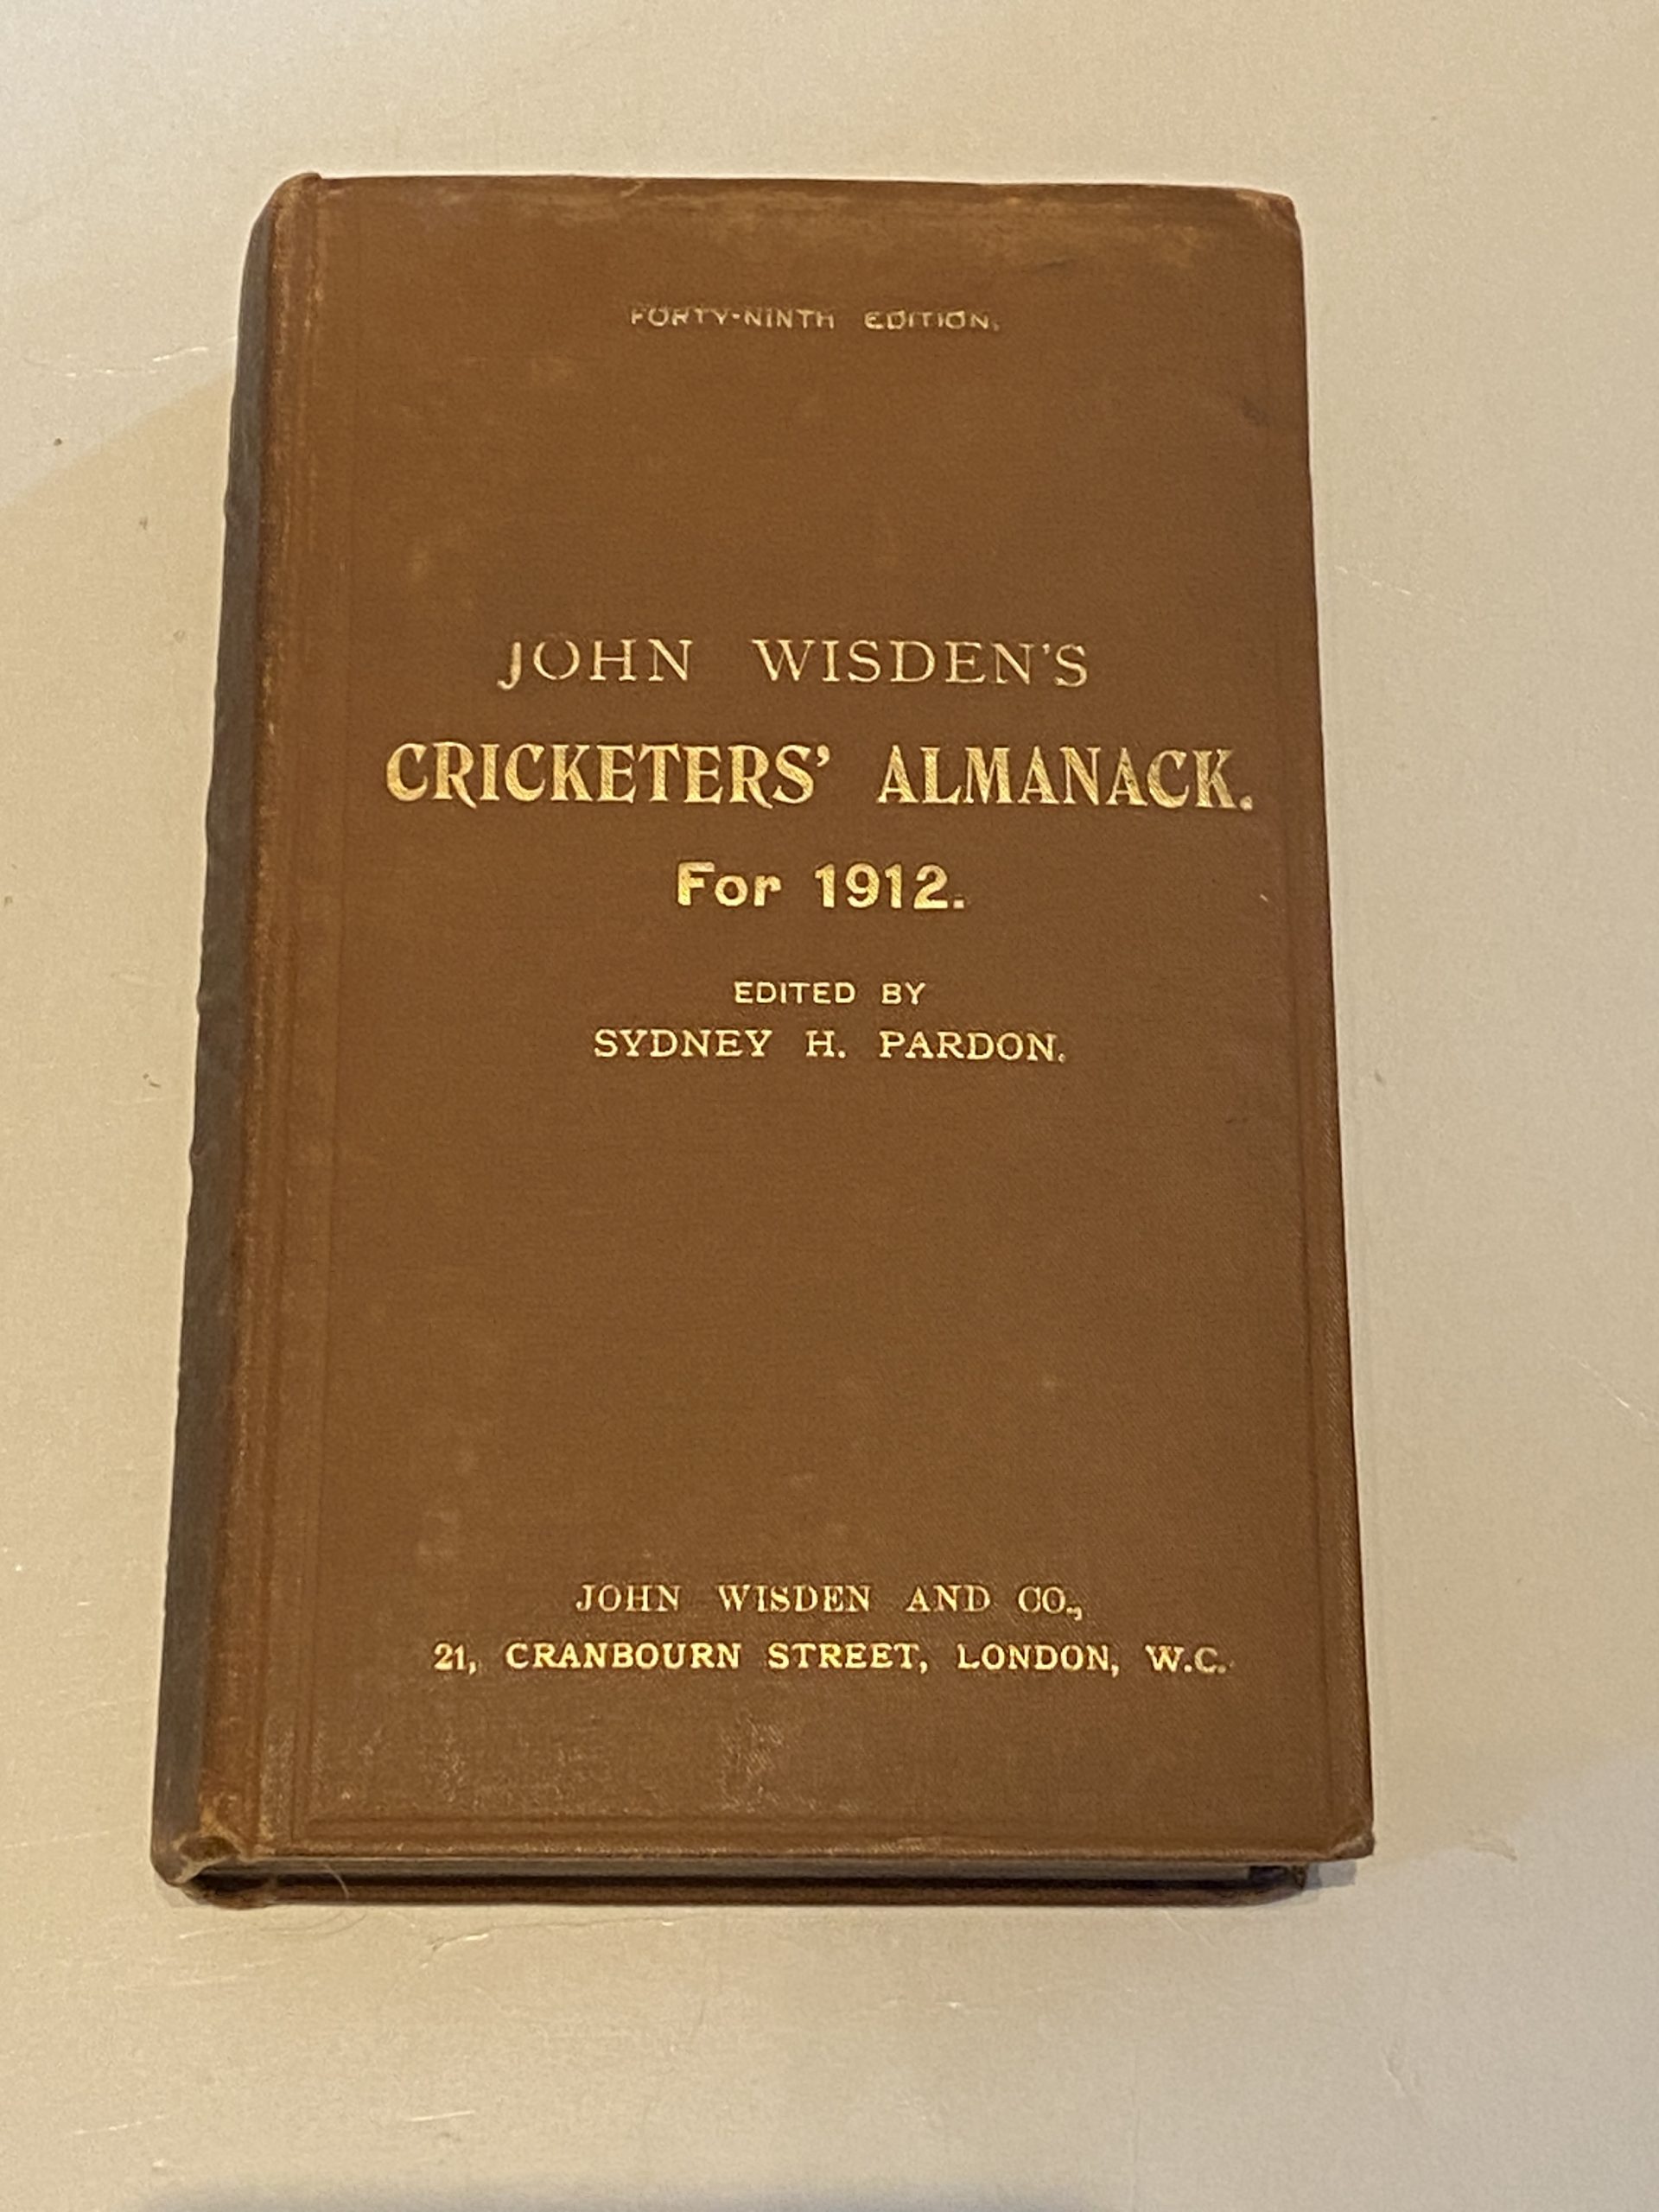 FORTY-NINTH EDITION.
JOHN WISDEN'S
CRICKETERS' ALMANACK.
For 1912.
EDITED BY
SYDNEY H. PARDON.
JOHN WISDEN AND CO.,
21, CRANBOURN STREET, LONDON, W.C.